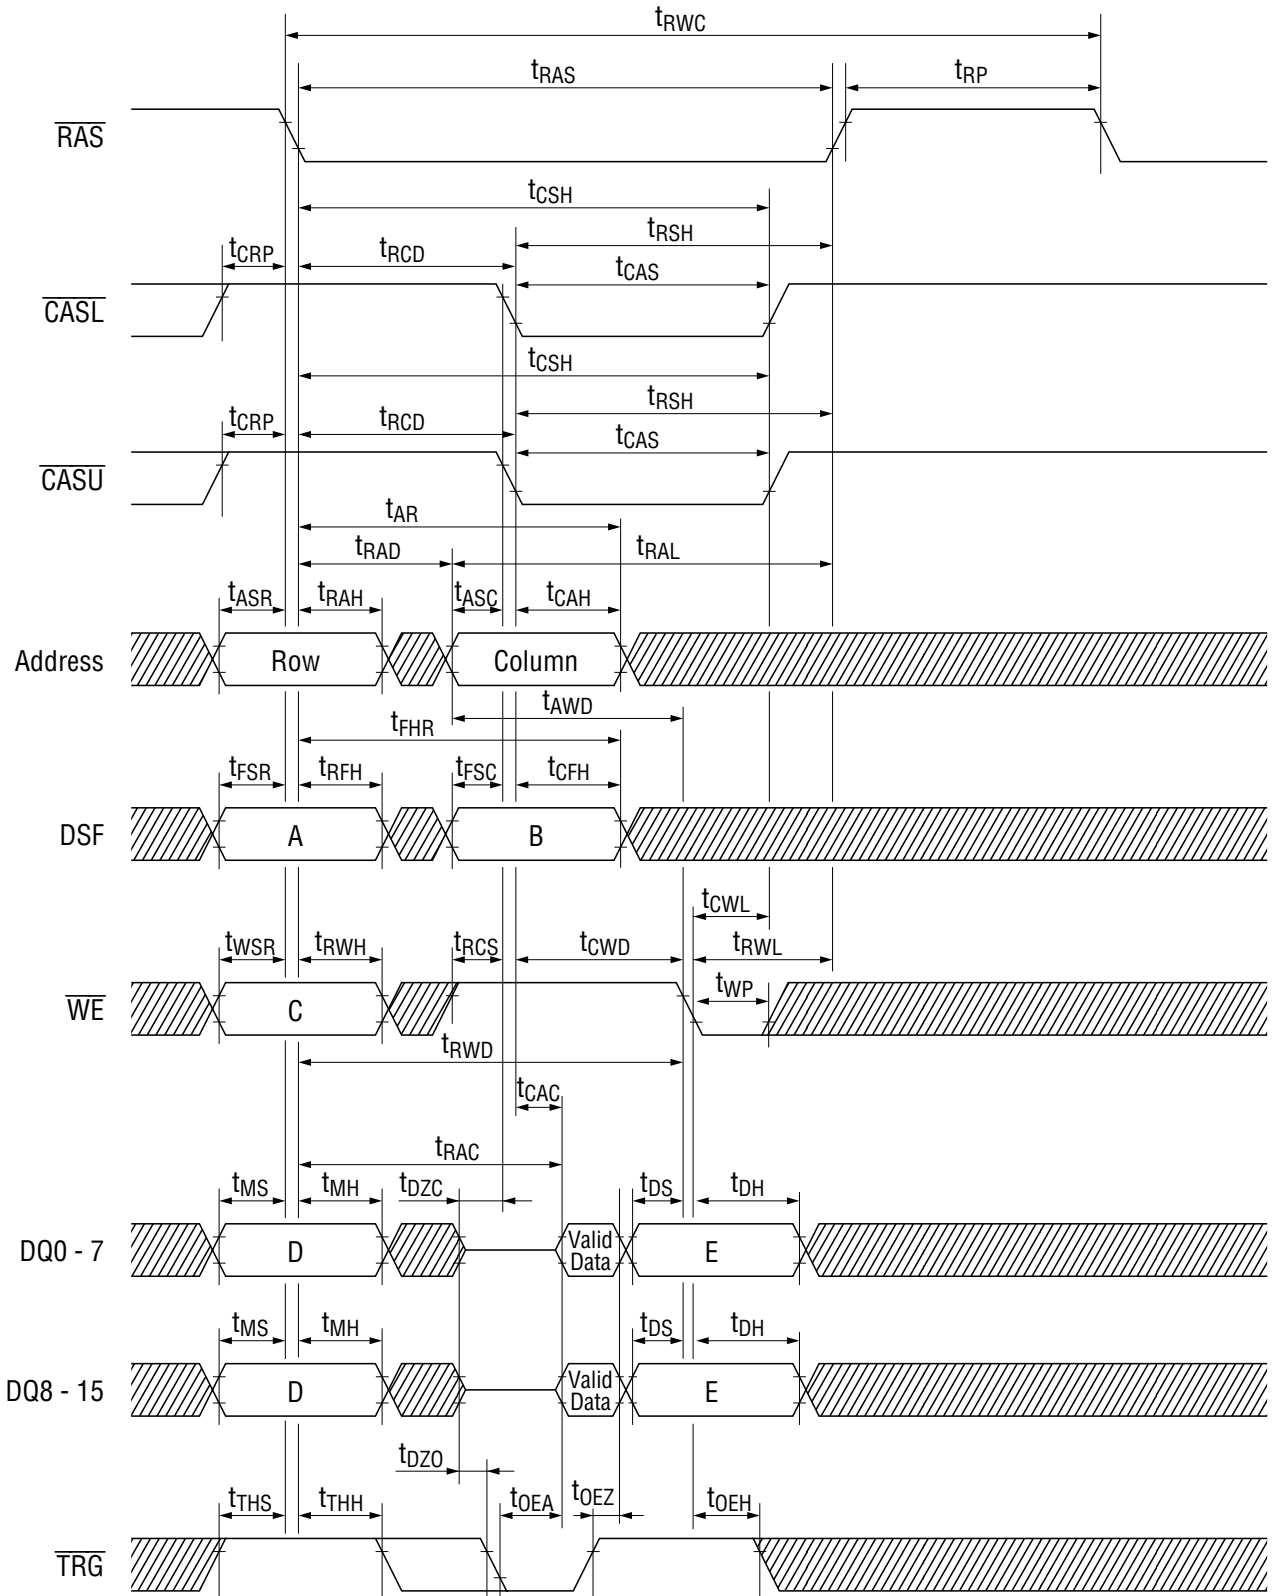 tRWC
tRAS tRP
RAS
tCSH
tRSH
tCRP tRCD tCAS
CASL
tCSH
tRSH
tCRP tRCD tCAS
CASU
tAR
tRAD tRAL
tASR tRAH tASC tCAH
Address Row Column
tAWD
tFHR
tFSR tRFH tFSC tCFH
DSF A B
tCWL
tWSR tRWH tRCS tCWD tRWL
tWP
WE C
tRWD
tCAC
tRAC
tMS tMH tDZC tDS tDH
DQ0 - 7 D Valid Data E
tMS tMH tDS tDH
DQ8 - 15 D Valid Data E
tDZO
tTHS tTHH tOEA tOEZ tOEH
TRG